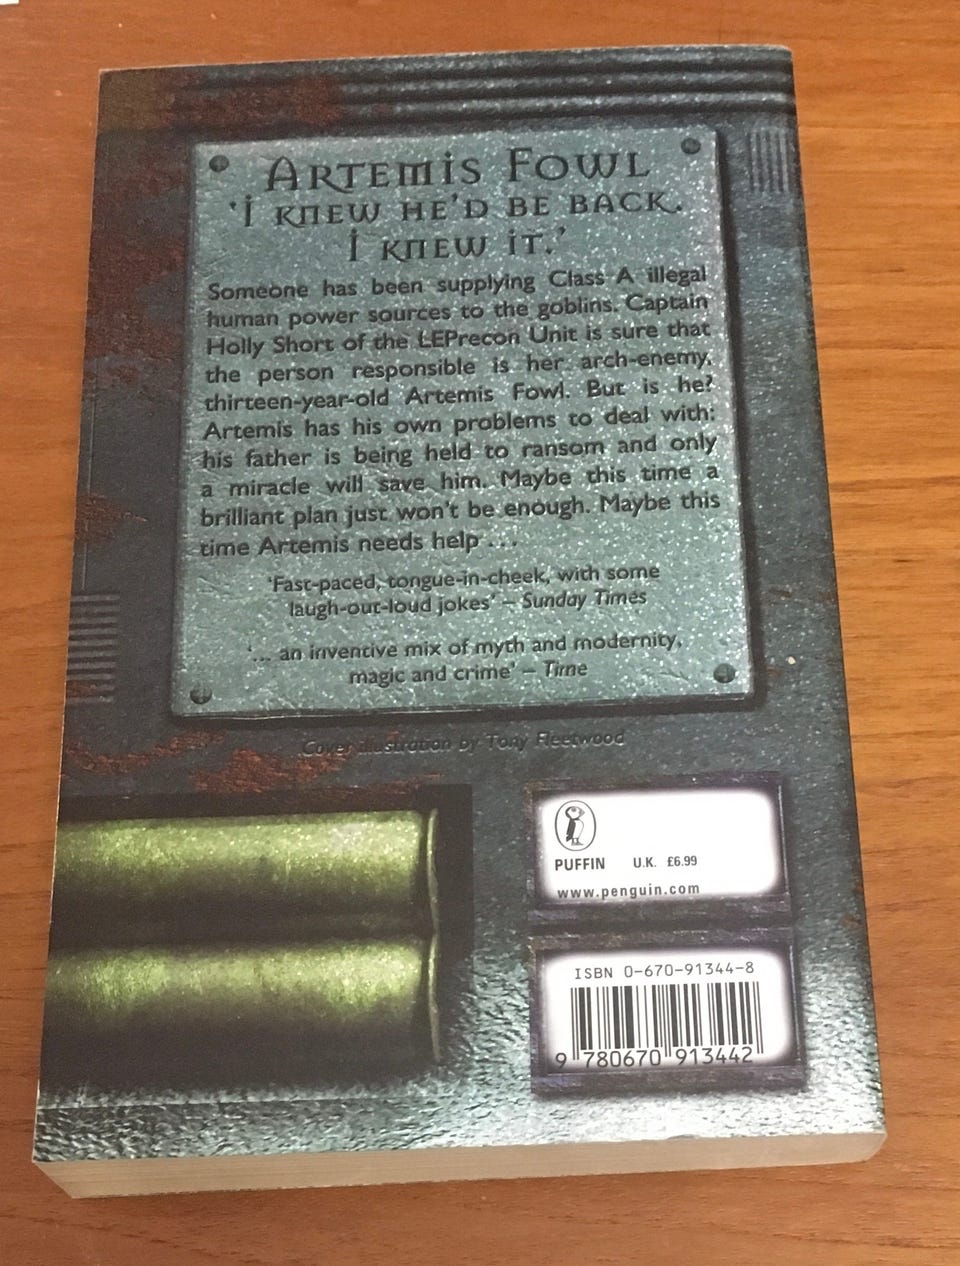 ARTEMIS FOWL
'I KNEW HE'D BE BACK.
I KNEW IT.'
Someone has been supplying Class A illegal
human power sources to the goblins. Captain
Holly Short of the LEPrecon Unit is sure that
the person responsible is her arch-enemy,
thirteen-year-old Artemis Fowl. But is he?
Artemis has his own problems to deal with:
his father is being held to ransom and only
a miracle will save him. Maybe this time a
brilliant plan just won't be enough. Maybe this
time Artemis needs help ...
'Fast-paced, tongue-in-cheek, with some
laugh-out-loud jokes' – Sunday Times
'... an inventive mix of myth and modernity,
magic and crime' – Time
Cover illustration by Tony Fleetwood
PUFFIN U.K. £6.99
www.penguin.com
ISBN 0-670-91344-8
9 780670 913442